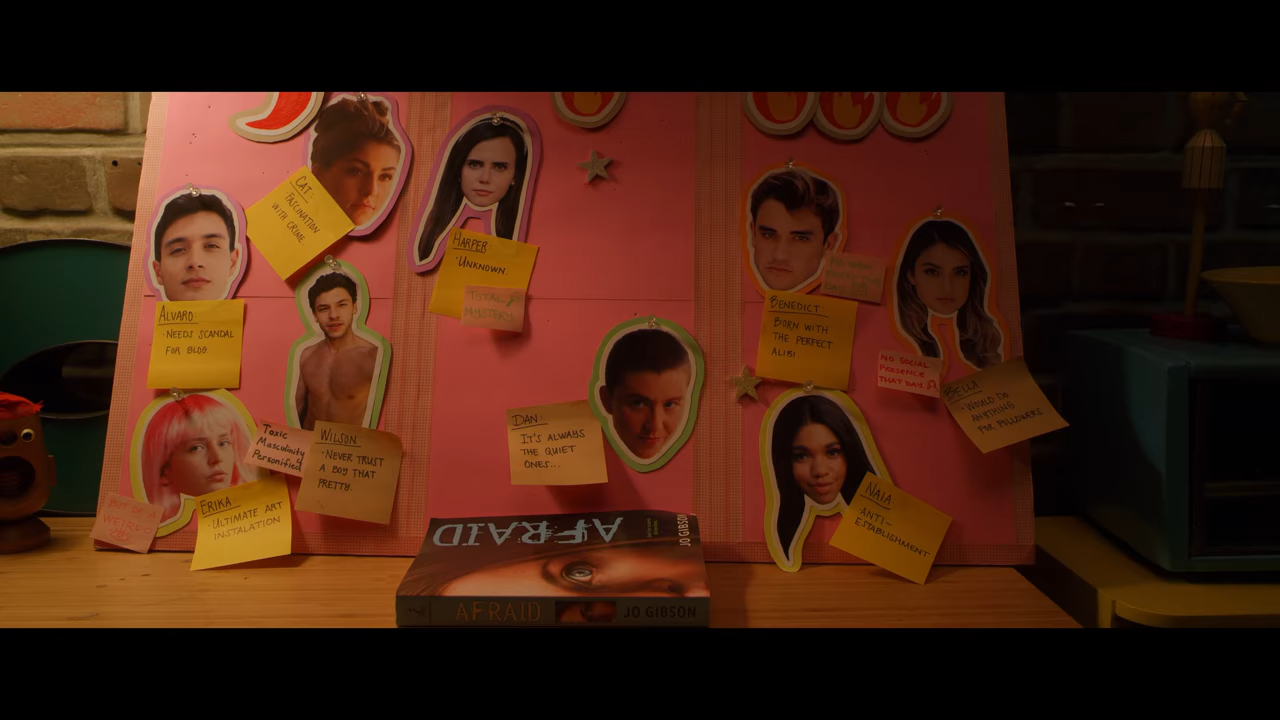 CAT:
FASCINATION
WITH CRIME
HARPER:
• UNKNOWN.
TOTAL
MYSTERY
ALVARO:
• NEEDS SCANDAL
FOR BLOG.
BENEDICT:
BORN WITH
THE PERFECT
ALIBI
NO SOCIAL
PRESENCE
THAT DAY
BELLA
• WOULD DO
ANYTHING
FOR FOLLOWERS
DAN:
IT'S ALWAYS
THE QUIET
ONES...
Toxic
Masculinity
Personified
WILSON
• NEVER TRUST
A BOY THAT
PRETTY.
ERIKA:
• ULTIMATE ART
INSTALATION
BIT OF A
WEIRDO
NAIA:
• ANTI-
ESTABLISHMENT
AFRAID
JO GIBSON
AFRAID
JO GIBSON